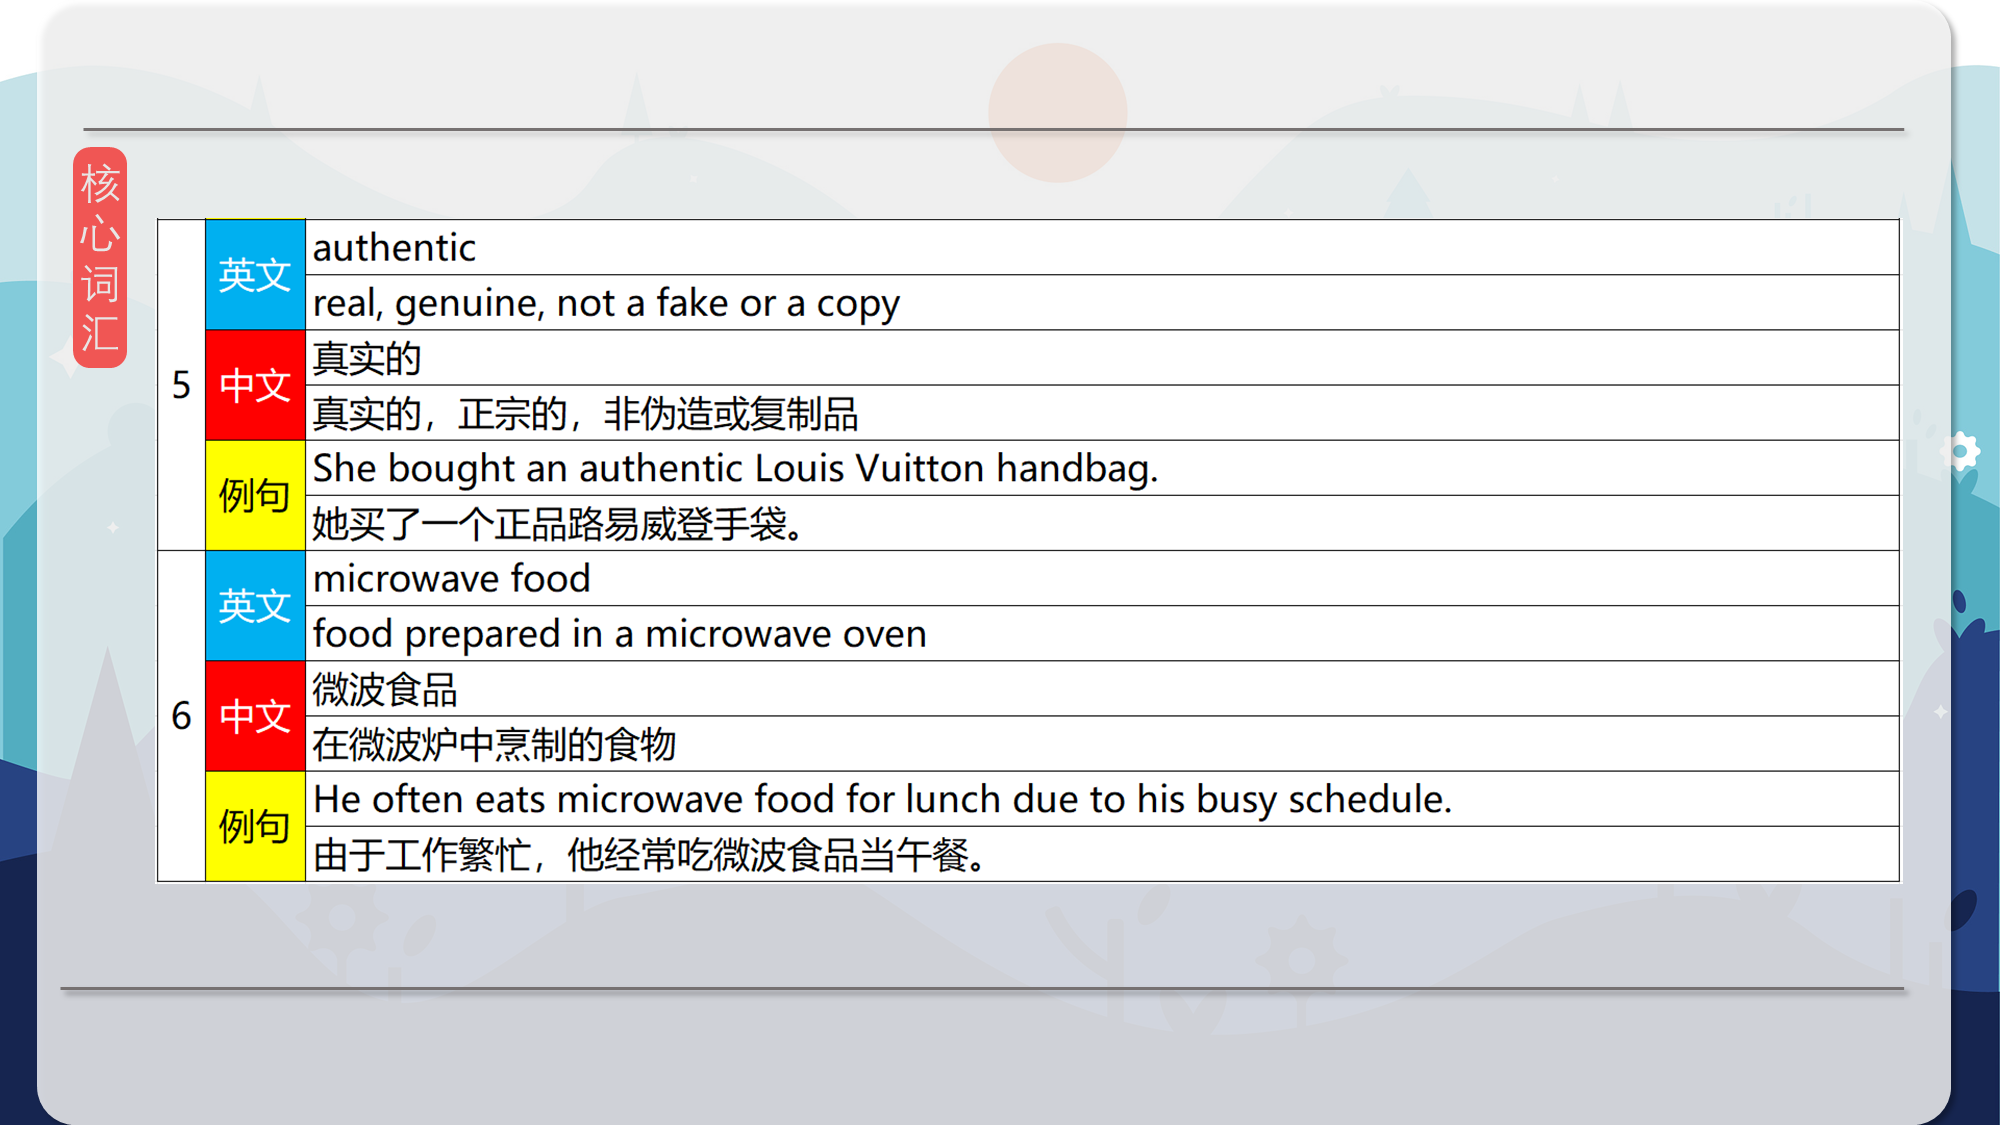 核心词汇
5
英文
authentic
real, genuine, not a fake or a copy
中文
真实的
真实的，正宗的，非伪造或复制品
例句
She bought an authentic Louis Vuitton handbag.
她买了一个正品路易威登手袋。
6
英文
microwave food
food prepared in a microwave oven
中文
微波食品
在微波炉中烹制的食物
例句
He often eats microwave food for lunch due to his busy schedule.
由于工作繁忙，他经常吃微波食品当午餐。